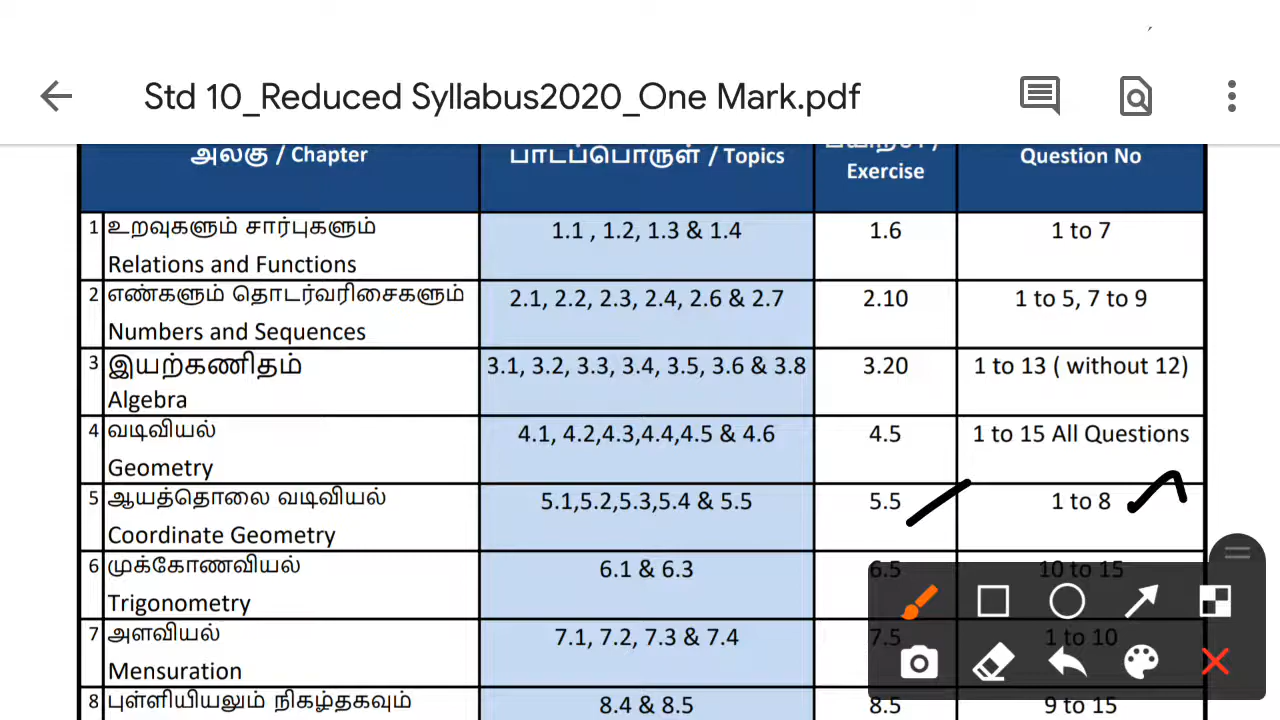 Std 10_Reduced Syllabus2020_One Mark.pdf
அலகு / Chapter பாடப்பொருள் / Topics Exercise Question No
1 உறவுகளும் சார்புகளும் 1.1 , 1.2, 1.3 & 1.4 1.6 1 to 7
Relations and Functions
2 எண்களும் தொடர்வரிசைகளும் 2.1, 2.2, 2.3, 2.4, 2.6 & 2.7 2.10 1 to 5, 7 to 9
Numbers and Sequences
3 இயற்கணிதம் 3.1, 3.2, 3.3, 3.4, 3.5, 3.6 & 3.8 3.20 1 to 13 ( without 12)
Algebra
4 வடிவியல் 4.1, 4.2,4.3,4.4,4.5 & 4.6 4.5 1 to 15 All Questions
Geometry
5 ஆயத்தொலை வடிவியல் 5.1,5.2,5.3,5.4 & 5.5 5.5 1 to 8
Coordinate Geometry
6 முக்கோணவியல் 6.1 & 6.3 6.5 10 to 15
Trigonometry
7 அளவியல் 7.1, 7.2, 7.3 & 7.4 7.5 1 to 10
Mensuration
8 புள்ளியியலும் நிகழ்தகவும் 8.4 & 8.5 8.5 9 to 15